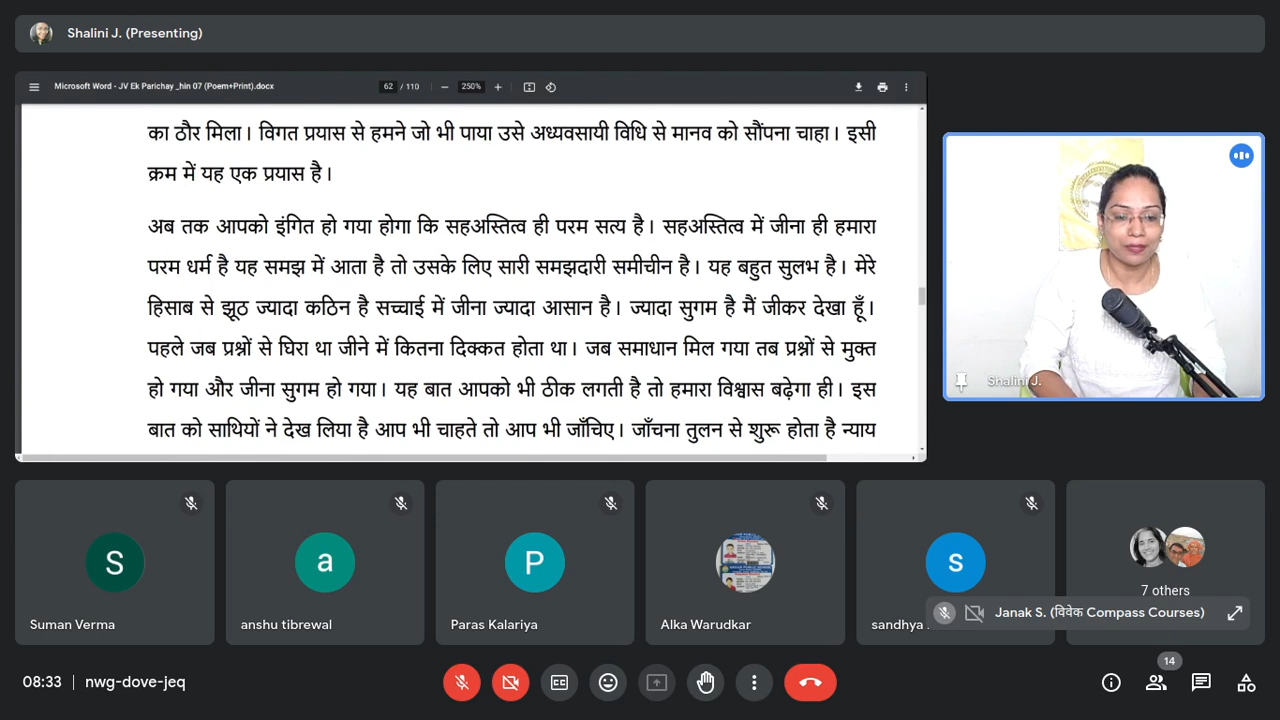 Shalini J. (Presenting)
Microsoft Word - JV Ek Parichay _hin 07 (Poem+Print).docx
62 / 110
250%
का ठौर मिला। विगत प्रयास से हमने जो भी पाया उसे अध्यवसायी विधि से मानव को सौंपना चाहा। इसी
क्रम में यह एक प्रयास है।
अब तक आपको इंगित हो गया होगा कि सहअस्तित्व ही परम सत्य है। सहअस्तित्व में जीना ही हमारा
परम धर्म है यह समझ में आता है तो उसके लिए सारी समझदारी समीचीन है। यह बहुत सुलभ है। मेरे
हिसाब से झूठ ज्यादा कठिन है सच्चाई में जीना ज्यादा आसान है। ज्यादा सुगम है मैं जीकर देखा हूँ।
पहले जब प्रश्नों से घिरा था जीने में कितना दिक्कत होता था। जब समाधान मिल गया तब प्रश्नों से मुक्त
हो गया और जीना सुगम हो गया। यह बात आपको भी ठीक लगती है तो हमारा विश्वास बढ़ेगा ही। इस
बात को साथियों ने देख लिया है आप भी चाहते तो आप भी जाँचिए। जाँचना तुलन से शुरू होता है न्याय
Shalini J.
S
a
P
s
Suman Verma
anshu tibrewal
Paras Kalariya
Alka Warudkar
sandhya
7 others
Janak S. (विवेक Compass Courses)
08:33
nwg-dove-jeq
14